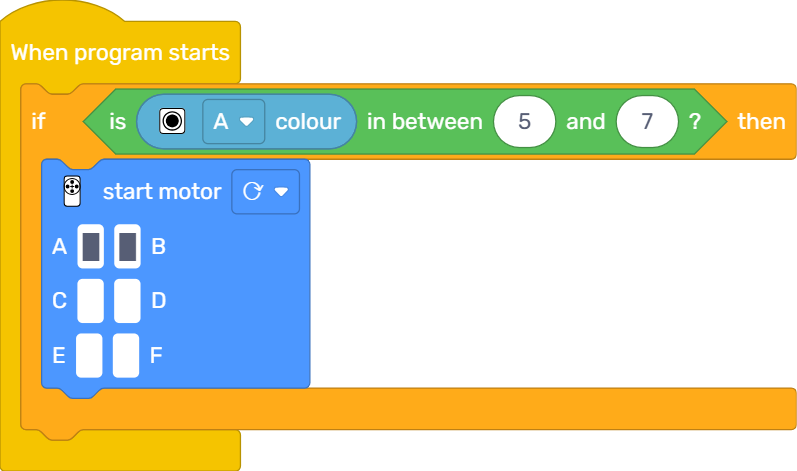 When program starts
if is A colour in between 5 and 7 ? then
start motor
A B
C D
E F